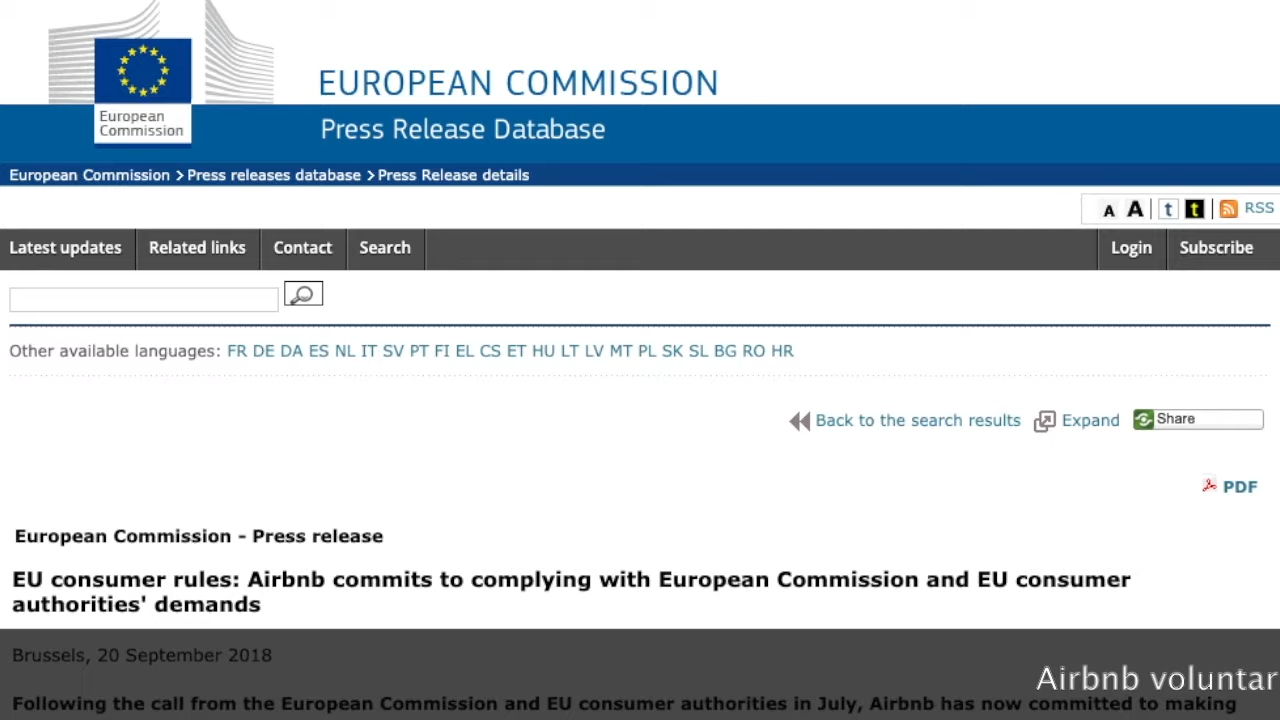 European
Commission
EUROPEAN COMMISSION
Press Release Database
European Commission > Press releases database > Press Release details
A A | t t | RSS
Latest updates Related links Contact Search Login Subscribe
Other available languages: FR DE DA ES NL IT SV PT FI EL CS ET HU LT LV MT PL SK SL BG RO HR
Back to the search results Expand Share
PDF
European Commission - Press release
EU consumer rules: Airbnb commits to complying with European Commission and EU consumer
authorities' demands
Brussels, 20 September 2018
Airbnb voluntar
Following the call from the European Commission and EU consumer authorities in July, Airbnb has now committed to making